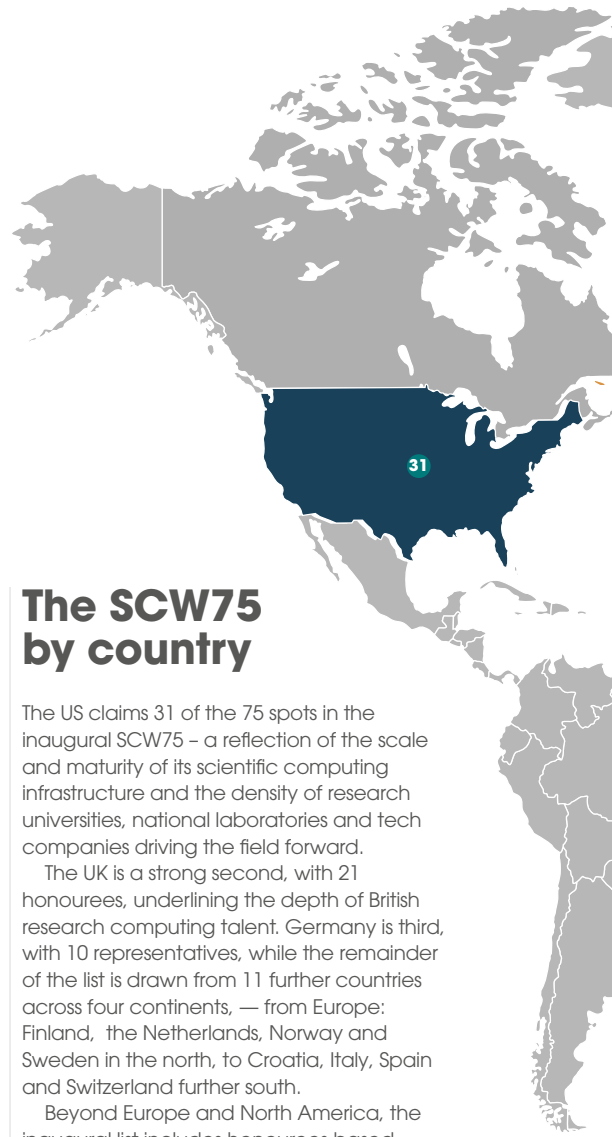 31
The SCW75
by country
The US claims 31 of the 75 spots in the
inaugural SCW75 – a reflection of the scale
and maturity of its scientific computing
infrastructure and the density of research
universities, national laboratories and tech
companies driving the field forward.
The UK is a strong second, with 21
honourees, underlining the depth of British
research computing talent. Germany is third,
with 10 representatives, while the remainder
of the list is drawn from 11 further countries
across four continents, — from Europe:
Finland, the Netherlands, Norway and
Sweden in the north, to Croatia, Italy, Spain
and Switzerland further south.
Beyond Europe and North America, the
inaugural list includes honourees based